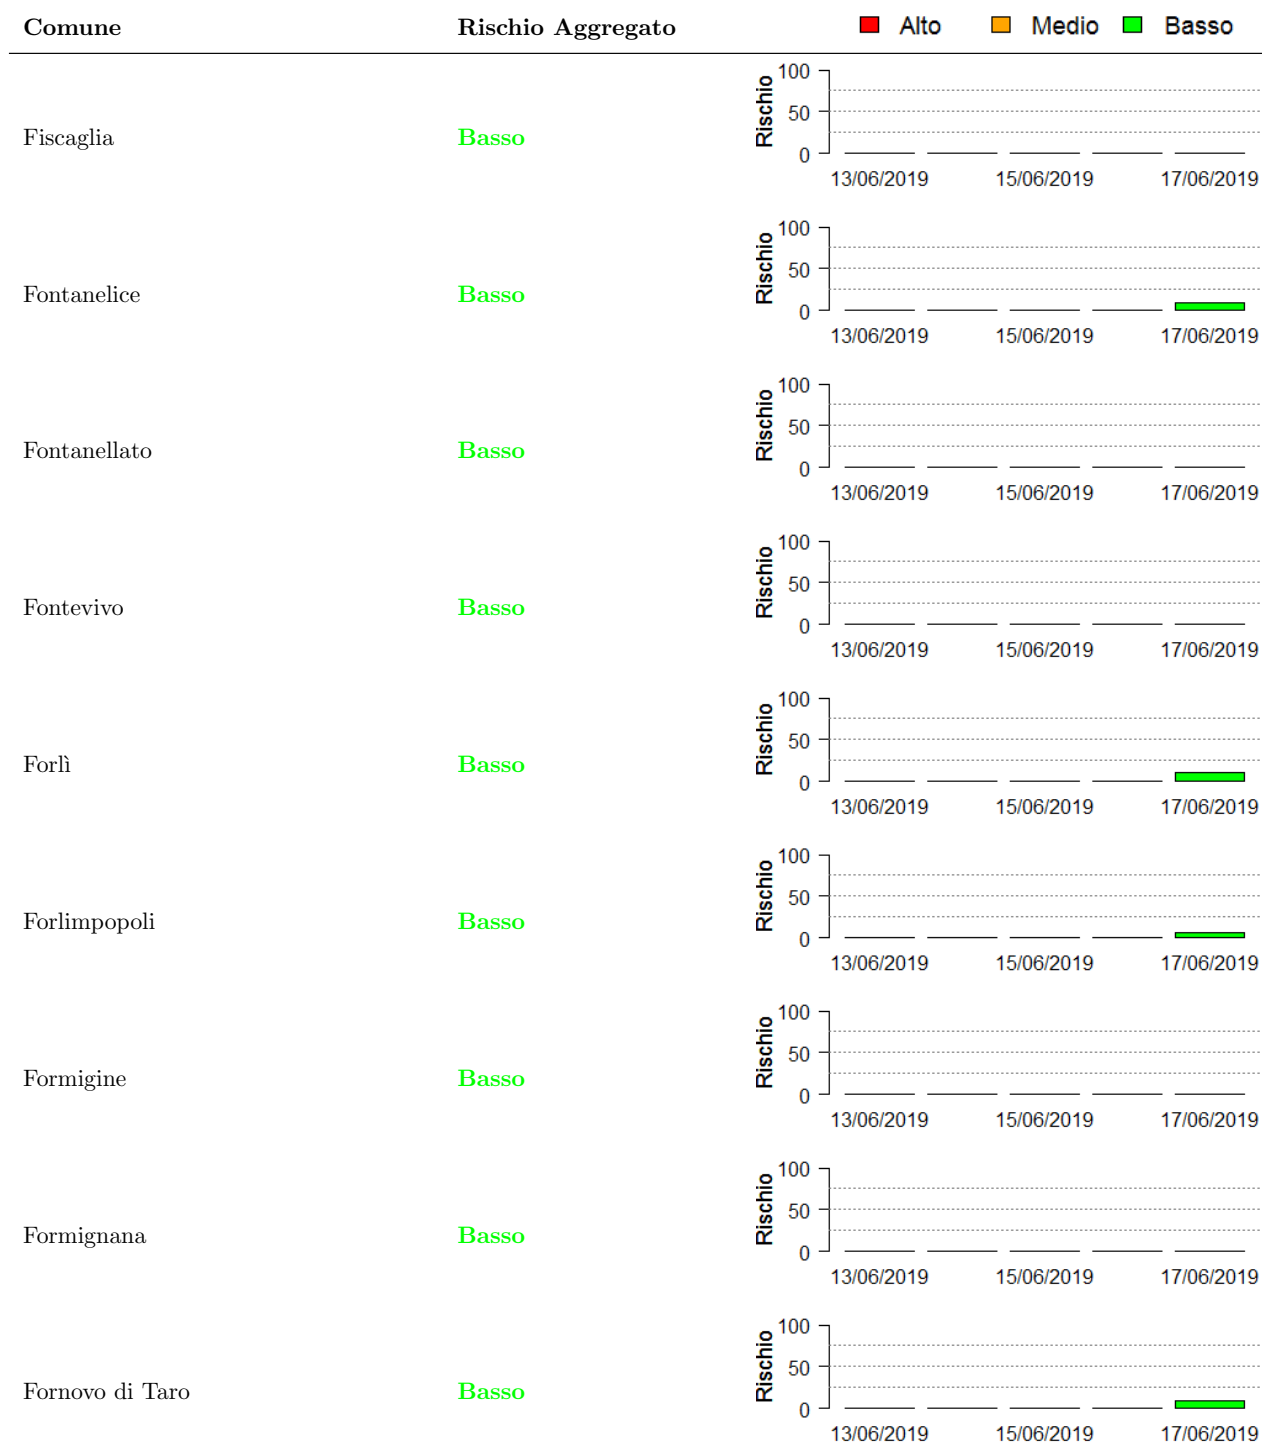 Comune Rischio Aggregato Alto Medio Basso
Fiscaglia Basso
Rischio
100
50
0
13/06/2019 15/06/2019 17/06/2019
Fontanelice Basso
Rischio
100
50
0
13/06/2019 15/06/2019 17/06/2019
Fontanellato Basso
Rischio
100
50
0
13/06/2019 15/06/2019 17/06/2019
Fontevivo Basso
Rischio
100
50
0
13/06/2019 15/06/2019 17/06/2019
Forlì Basso
Rischio
100
50
0
13/06/2019 15/06/2019 17/06/2019
Forlimpopoli Basso
Rischio
100
50
0
13/06/2019 15/06/2019 17/06/2019
Formigine Basso
Rischio
100
50
0
13/06/2019 15/06/2019 17/06/2019
Formignana Basso
Rischio
100
50
0
13/06/2019 15/06/2019 17/06/2019
Fornovo di Taro Basso
Rischio
100
50
0
13/06/2019 15/06/2019 17/06/2019